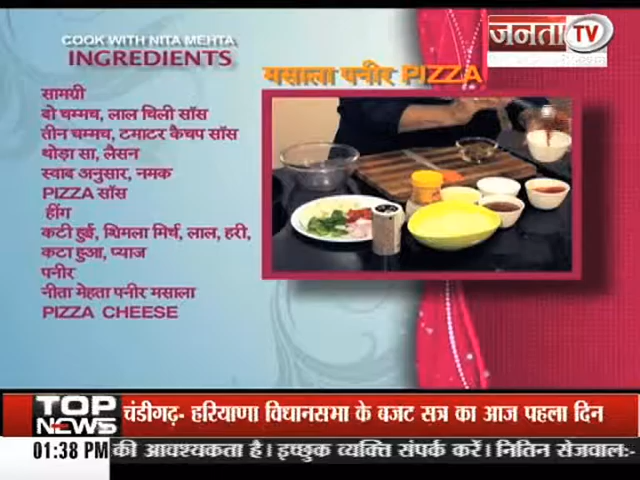 COOK WITH NITA MEHTA
INGREDIENTS
सामग्री
दो चम्मच, लाल चिली सॉस
तीन चम्मच, टमाटर कैचप सॉस
थोड़ा सा, लैसन
स्वाद अनुसार, नमक
PIZZA सॉस
हींग
कटी हुई, शिमला मिर्च, लाल, हरी,
कटा हुआ, प्याज
पनीर
नीता मेहता पनीर मसाला
PIZZA CHEESE
मसाला पनीर PIZZA
जनता TV
TOP NEWS
चंडीगढ़- हरियाणा विधानसभा के बजट सत्र का आज पहला दिन
01:38 PM
की आवश्यकता है। इच्छुक व्यक्ति संपर्क करें। नितिन सेजवाल:-